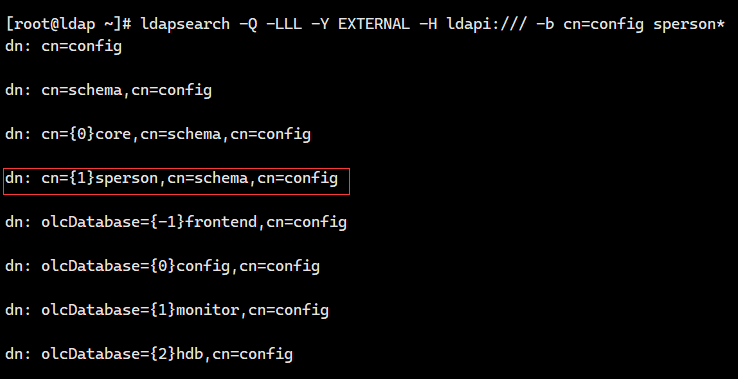 [root@ldap ~]# ldapsearch -Q -LLL -Y EXTERNAL -H ldapi:/// -b cn=config sperson*
dn: cn=config
dn: cn=schema,cn=config
dn: cn={0}core,cn=schema,cn=config
dn: cn={1}sperson,cn=schema,cn=config
dn: olcDatabase={-1}frontend,cn=config
dn: olcDatabase={0}config,cn=config
dn: olcDatabase={1}monitor,cn=config
dn: olcDatabase={2}hdb,cn=config